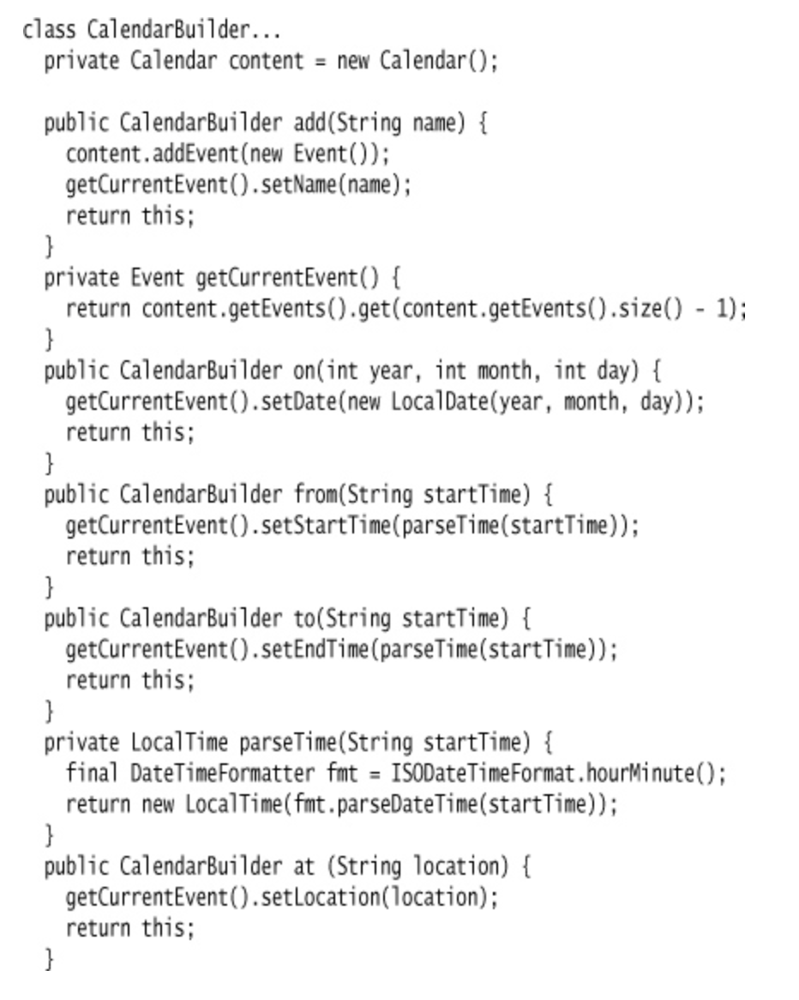 class CalendarBuilder...
private Calendar content = new Calendar();
public CalendarBuilder add(String name) {
content.addEvent(new Event());
getCurrentEvent().setName(name);
return this;
}
private Event getCurrentEvent() {
return content.getEvents().get(content.getEvents().size() - 1);
}
public CalendarBuilder on(int year, int month, int day) {
getCurrentEvent().setDate(new LocalDate(year, month, day));
return this;
}
public CalendarBuilder from(String startTime) {
getCurrentEvent().setStartTime(parseTime(startTime));
return this;
}
public CalendarBuilder to(String startTime) {
getCurrentEvent().setEndTime(parseTime(startTime));
return this;
}
private LocalTime parseTime(String startTime) {
final DateTimeFormatter fmt = ISODateTimeFormat.hourMinute();
return new LocalTime(fmt.parseDateTime(startTime));
}
public CalendarBuilder at (String location) {
getCurrentEvent().setLocation(location);
return this;
}